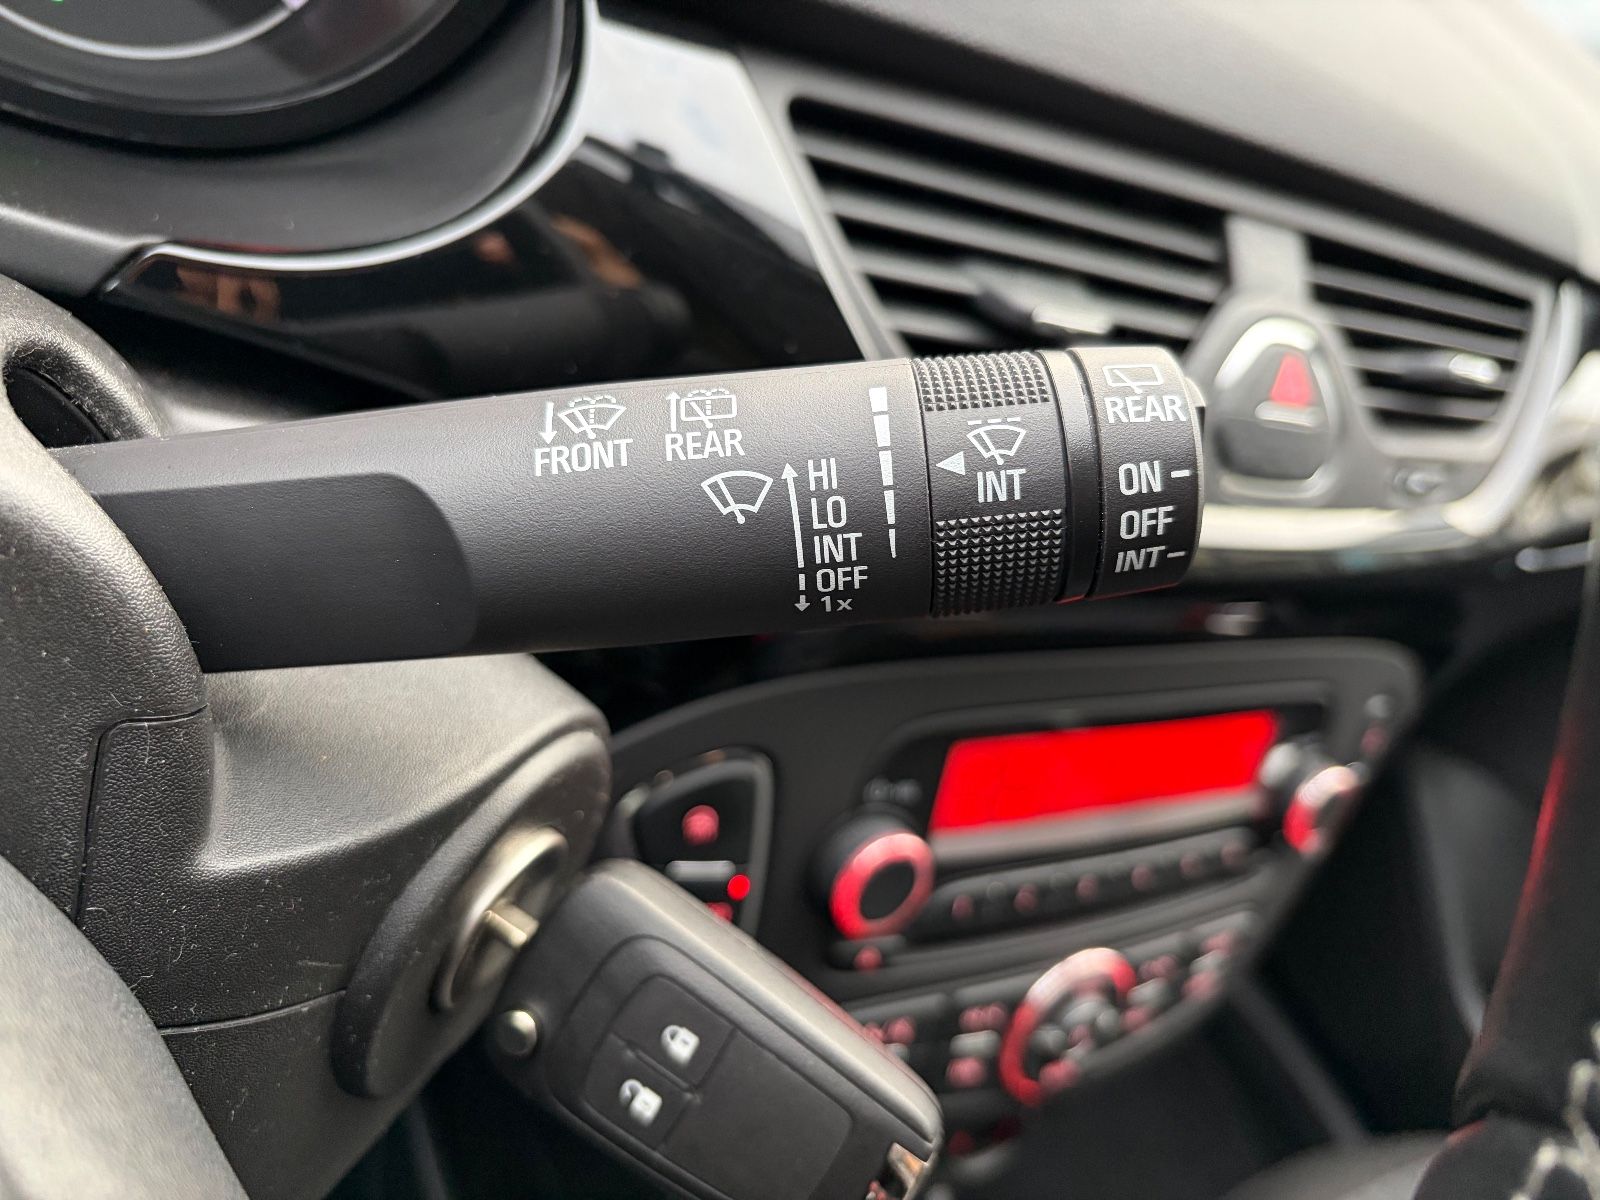 FRONT
REAR
HI
LO
INT
OFF
1x
INT
REAR
ON
OFF
INT